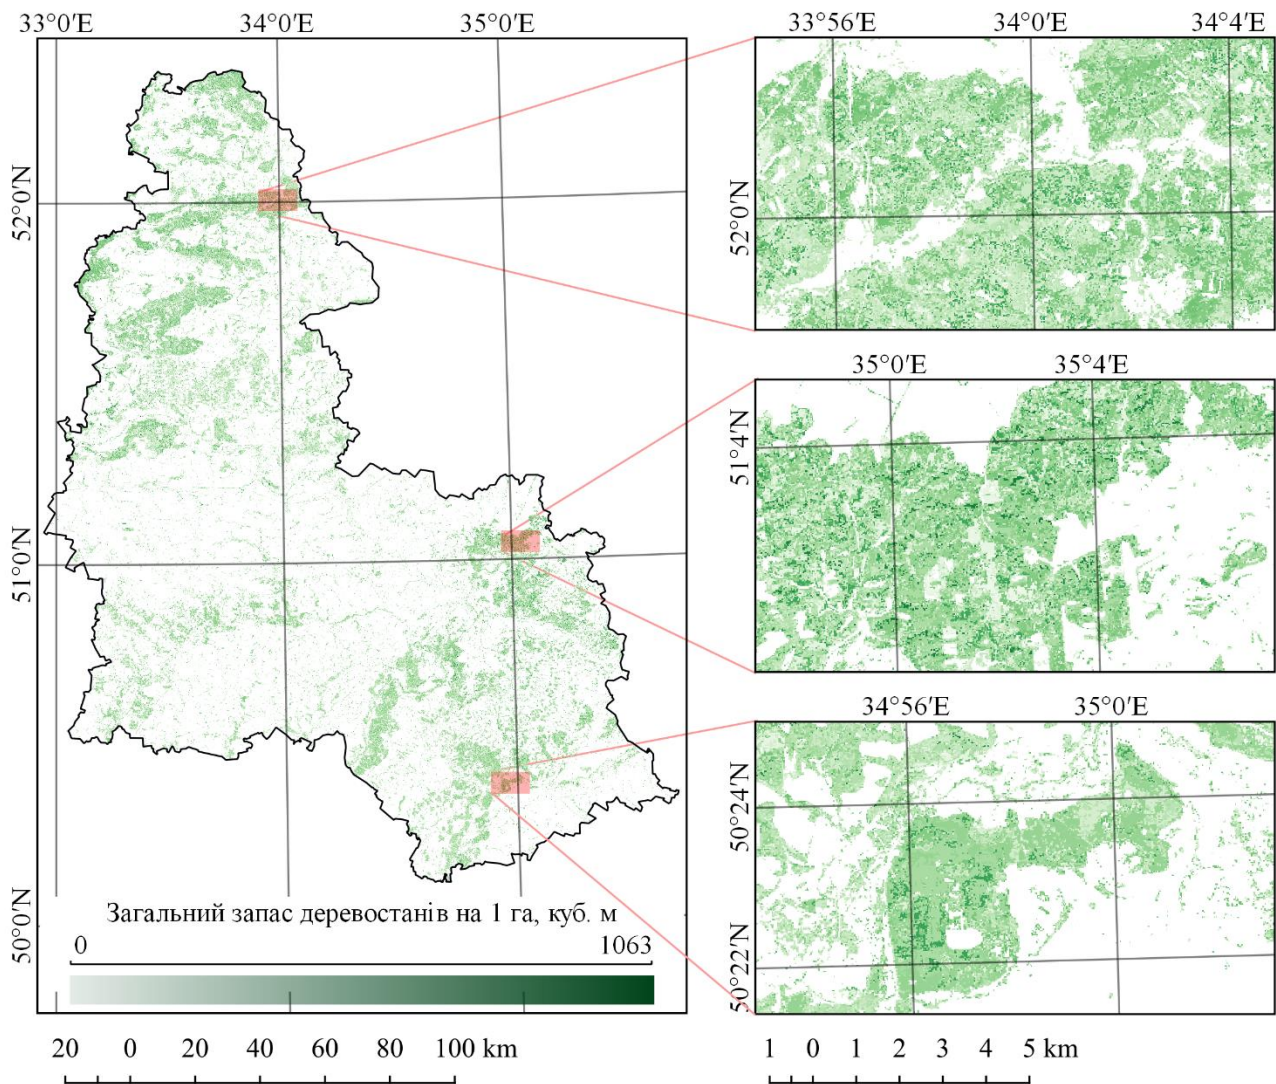 33°0′E 34°0′E 35°0′E
33°56′E 34°0′E 34°4′E
52°0′N
52°0′N
35°0′E 35°4′E
51°4′N
51°0′N
34°56′E 35°0′E
50°24′N
50°22′N
50°0′N
Загальний запас деревостанів на 1 га, куб. м
0 1063
20 0 20 40 60 80 100 km
1 0 1 2 3 4 5 km